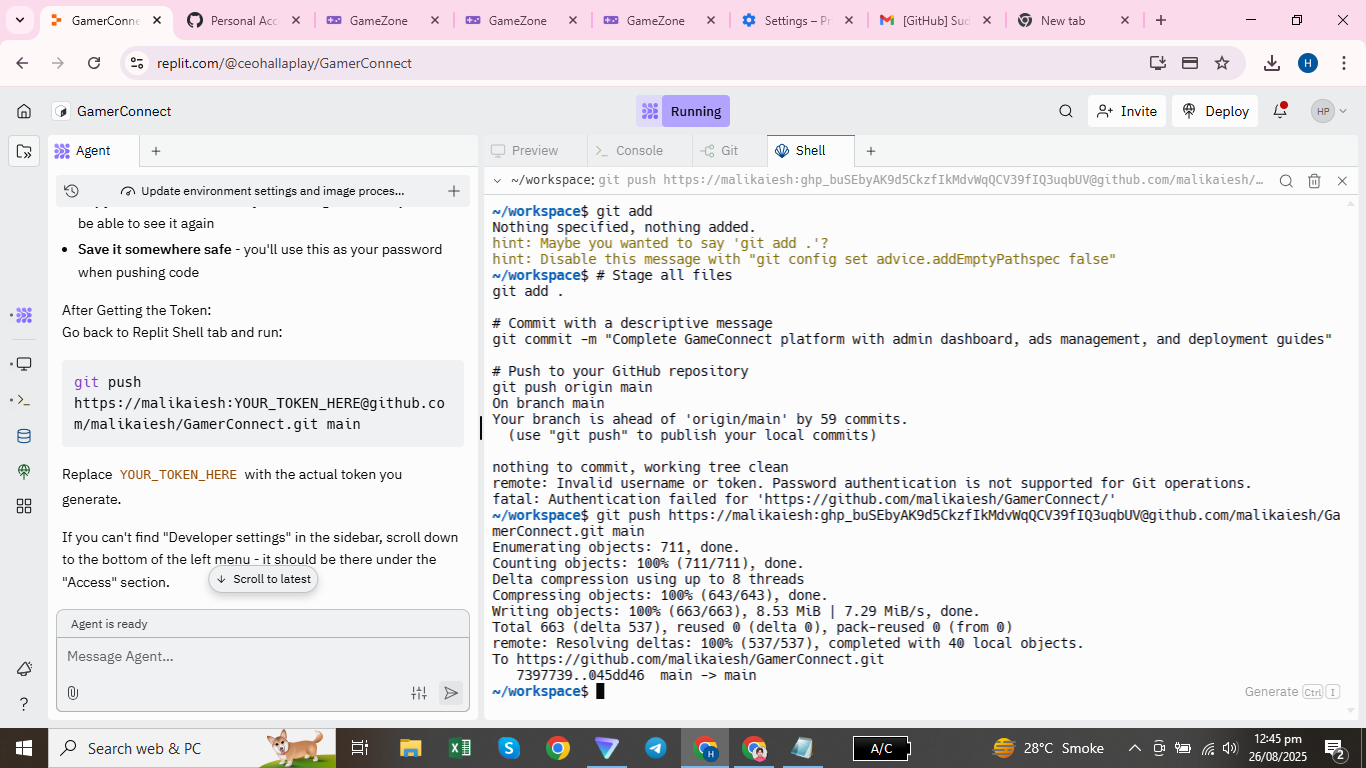 GamerConnect
Personal Acc
GameZone
GameZone
GameZone
Settings – Pr
[GitHub] Sud
New tab
replit.com/@ceohallaplay/GamerConnect
H
GamerConnect
Running
Invite
Deploy
HP
Agent
Preview
Console
Git
Shell
Update environment settings and image proces...
be able to see it again
Save it somewhere safe - you'll use this as your password
when pushing code
After Getting the Token:
Go back to Replit Shell tab and run:
git push
https://malikaiesh:YOUR_TOKEN_HERE@github.co
m/malikaiesh/GamerConnect.git main
Replace YOUR_TOKEN_HERE with the actual token you
generate.
If you can't find "Developer settings" in the sidebar, scroll down
to the bottom of the left menu - it should be there under the
"Access" section.
Scroll to latest
Agent is ready
Message Agent...
~/workspace: git push https://malikaiesh:@github.com/malikaiesh/...
~/workspace$ git add
Nothing specified, nothing added.
hint: Maybe you wanted to say 'git add .'?
hint: Disable this message with "git config set advice.addEmptyPathspec false"
~/workspace$ # Stage all files
git add .
# Commit with a descriptive message
git commit -m "Complete GameConnect platform with admin dashboard, ads management, and deployment guides"
# Push to your GitHub repository
git push origin main
On branch main
Your branch is ahead of 'origin/main' by 59 commits.
(use "git push" to publish your local commits)
nothing to commit, working tree clean
remote: Invalid username or token. Password authentication is not supported for Git operations.
fatal: Authentication failed for 'https://github.com/malikaiesh/GamerConnect/'
~/workspace$ git push https://malikaiesh:@github.com/malikaiesh/Ga
merConnect.git main
Enumerating objects: 711, done.
Counting objects: 100% (711/711), done.
Delta compression using up to 8 threads
Compressing objects: 100% (643/643), done.
Writing objects: 100% (663/663), 8.53 MiB | 7.29 MiB/s, done.
Total 663 (delta 537), reused 0 (delta 0), pack-reused 0 (from 0)
remote: Resolving deltas: 100% (537/537), completed with 40 local objects.
To https://github.com/malikaiesh/GamerConnect.git
7397739..045dd46 main -> main
~/workspace$
Generate Ctrl I
Search web & PC
A/C
28°C Smoke
12:45 pm
26/08/2025
2